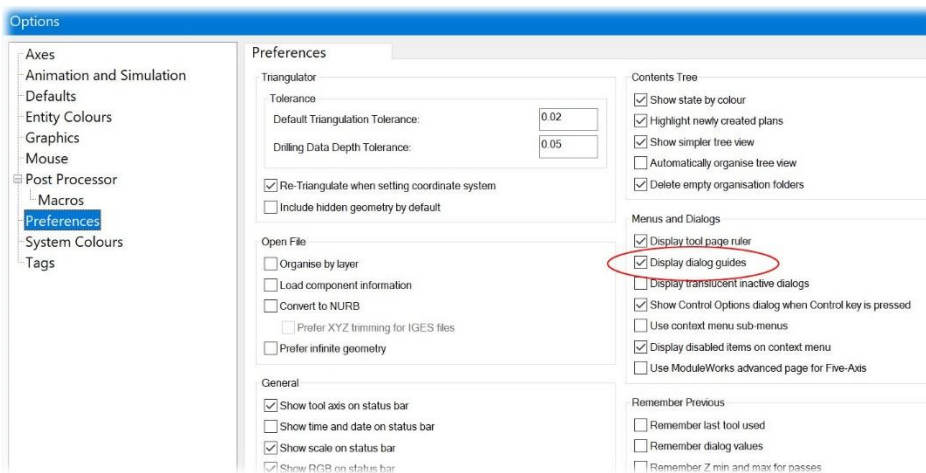 Options
Axes
Animation and Simulation
Defaults
Entity Colours
Graphics
Mouse
Post Processor
Macros
Preferences
System Colours
Tags
Preferences
Triangulator
Tolerance
Default Triangulation Tolerance: 0.02
Drilling Data Depth Tolerance: 0.05
Re-Triangulate when setting coordinate system
Include hidden geometry by default
Open File
Organise by layer
Load component information
Convert to NURB
Prefer XYZ trimming for IGES files
Prefer infinite geometry
General
Show tool axis on status bar
Show time and date on status bar
Show scale on status bar
Show RGB on status bar
Contents Tree
Show state by colour
Highlight newly created plans
Show simpler tree view
Automatically organise tree view
Delete empty organisation folders
Menus and Dialogs
Display tool page ruler
Display dialog guides
Display translucent inactive dialogs
Show Control Options dialog when Control key is pressed
Use context menu sub-menus
Display disabled items on context menu
Use ModuleWorks advanced page for Five-Axis
Remember Previous
Remember last tool used
Remember dialog values
Remember Z min and max for passes